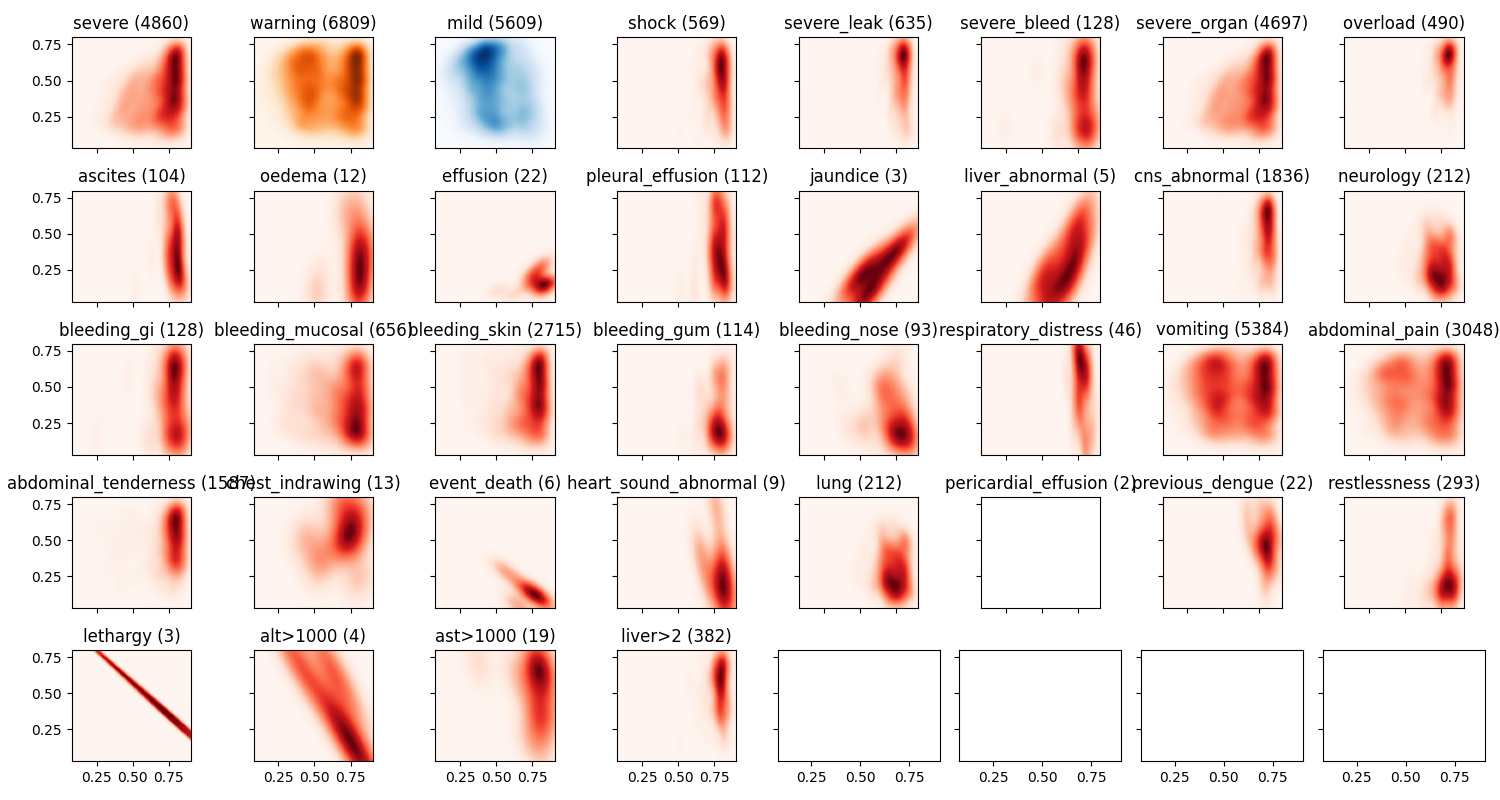 severe (4860) warning (6809) mild (5609) shock (569) severe_leak (635) severe_bleed (128) severe_organ (4697) overload (490)
0.75
0.50
0.25
ascites (104) oedema (12) effusion (22) pleural_effusion (112) jaundice (3) liver_abnormal (5) cns_abnormal (1836) neurology (212)
0.75
0.50
0.25
bleeding_gi (128) bleeding_mucosal (656) bleeding_skin (2715) bleeding_gum (114) bleeding_nose (93) respiratory_distress (46) vomiting (5384) abdominal_pain (3048)
0.75
0.50
0.25
abdominal_tenderness (1587) chest_indrawing (13) event_death (6) heart_sound_abnormal (9) lung (212) pericardial_effusion (2) previous_dengue (22) restlessness (293)
0.75
0.50
0.25
lethargy (3) alt>1000 (4) ast>1000 (19) liver>2 (382)
0.75
0.50
0.25
0.25 0.50 0.75 0.25 0.50 0.75 0.25 0.50 0.75 0.25 0.50 0.75 0.25 0.50 0.75 0.25 0.50 0.75 0.25 0.50 0.75 0.25 0.50 0.75